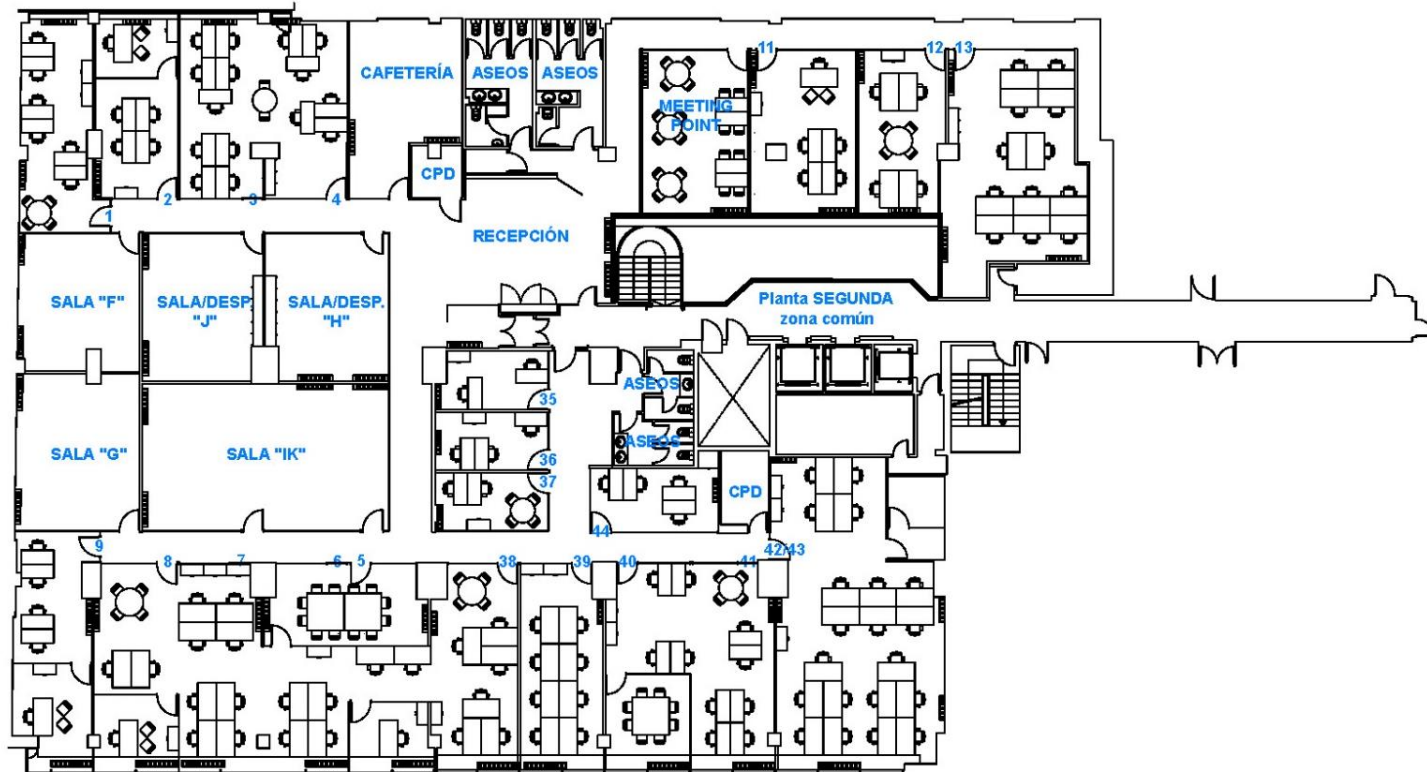 11
12
13
CAFETERÍA
ASEOS
ASEOS
MEETING
POINT
CPD
1
2
3
4
RECEPCIÓN
SALA "F"
SALA/DESP.
"J"
SALA/DESP.
"H"
Planta SEGUNDA
zona común
35
ASEOS
36
ASEOS
SALA "G"
SALA "IK"
37
CPD
44
9
8
7
6
5
38
39
40
41
42/43